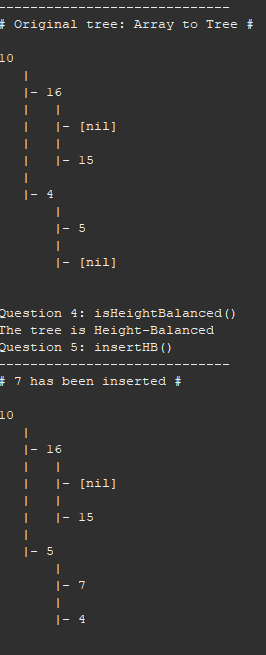 -----------------------------
# Original tree: Array to Tree #

10
   |
   |- 16
   |   |
   |   |- [nil]
   |   |
   |   |- 15
   |
   |- 4
       |
       |- 5
       |
       |- [nil]


Question 4: isHeightBalanced()
The tree is Height-Balanced
Question 5: insertHB()
-----------------------------
# 7 has been inserted #

10
   |
   |- 16
   |   |
   |   |- [nil]
   |   |
   |   |- 15
   |
   |- 5
       |
       |- 7
       |
       |- 4